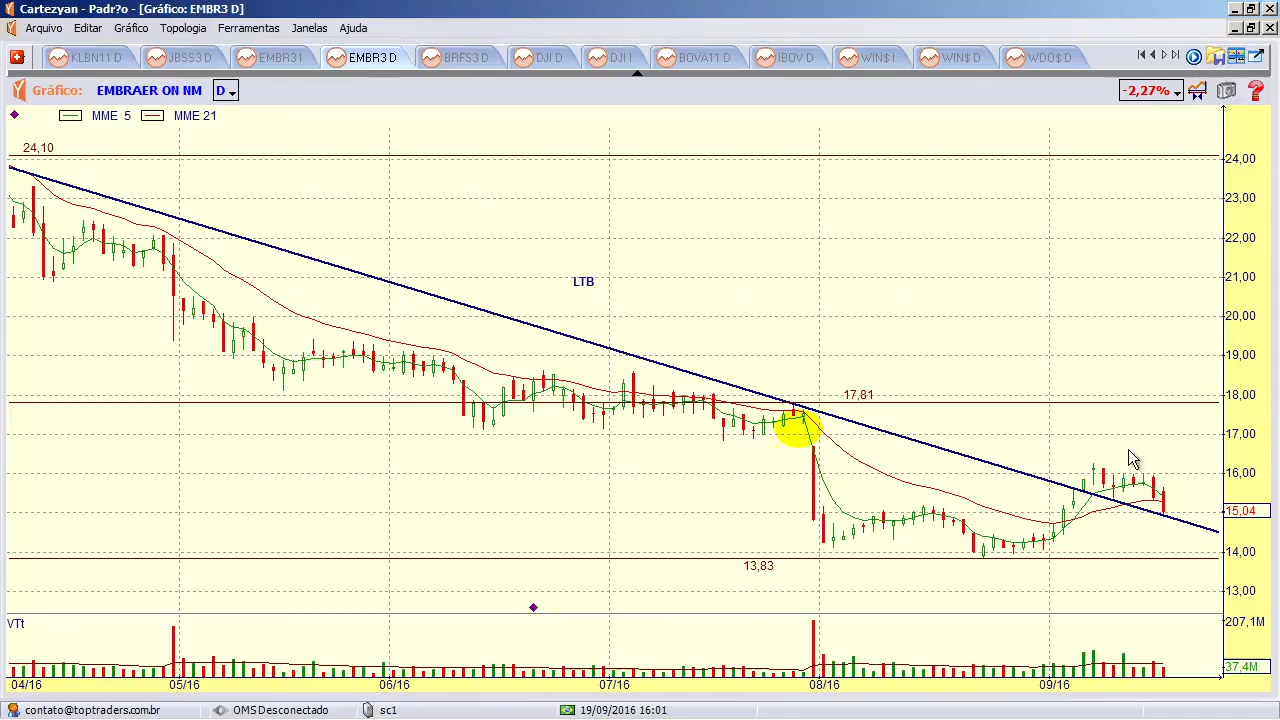 Cartezyan - Padr?o - [Gráfico: EMBR3 D]
Arquivo Editar Gráfico Topologia Ferramentas Janelas Ajuda
KLBN11 D JBSS3 D EMBR3 I EMBR3 D BRFS3 D DJI D DJI I BOVA11 D IBOV D WIN$ I WIN$ D WDO$ D
Gráfico: EMBRAER ON NM D -2,27%
MME 5 MME 21
24,10
24,00
23,00
22,00
21,00
LTB
20,00
19,00
17,81
18,00
17,00
16,00
15,04
14,00
13,83
13,00
VTt
207,1M
37,4M
04/16 05/16 06/16 07/16 08/16 09/16
contato@toptraders.com.br OMS Desconectado sc1 19/09/2016 16:01